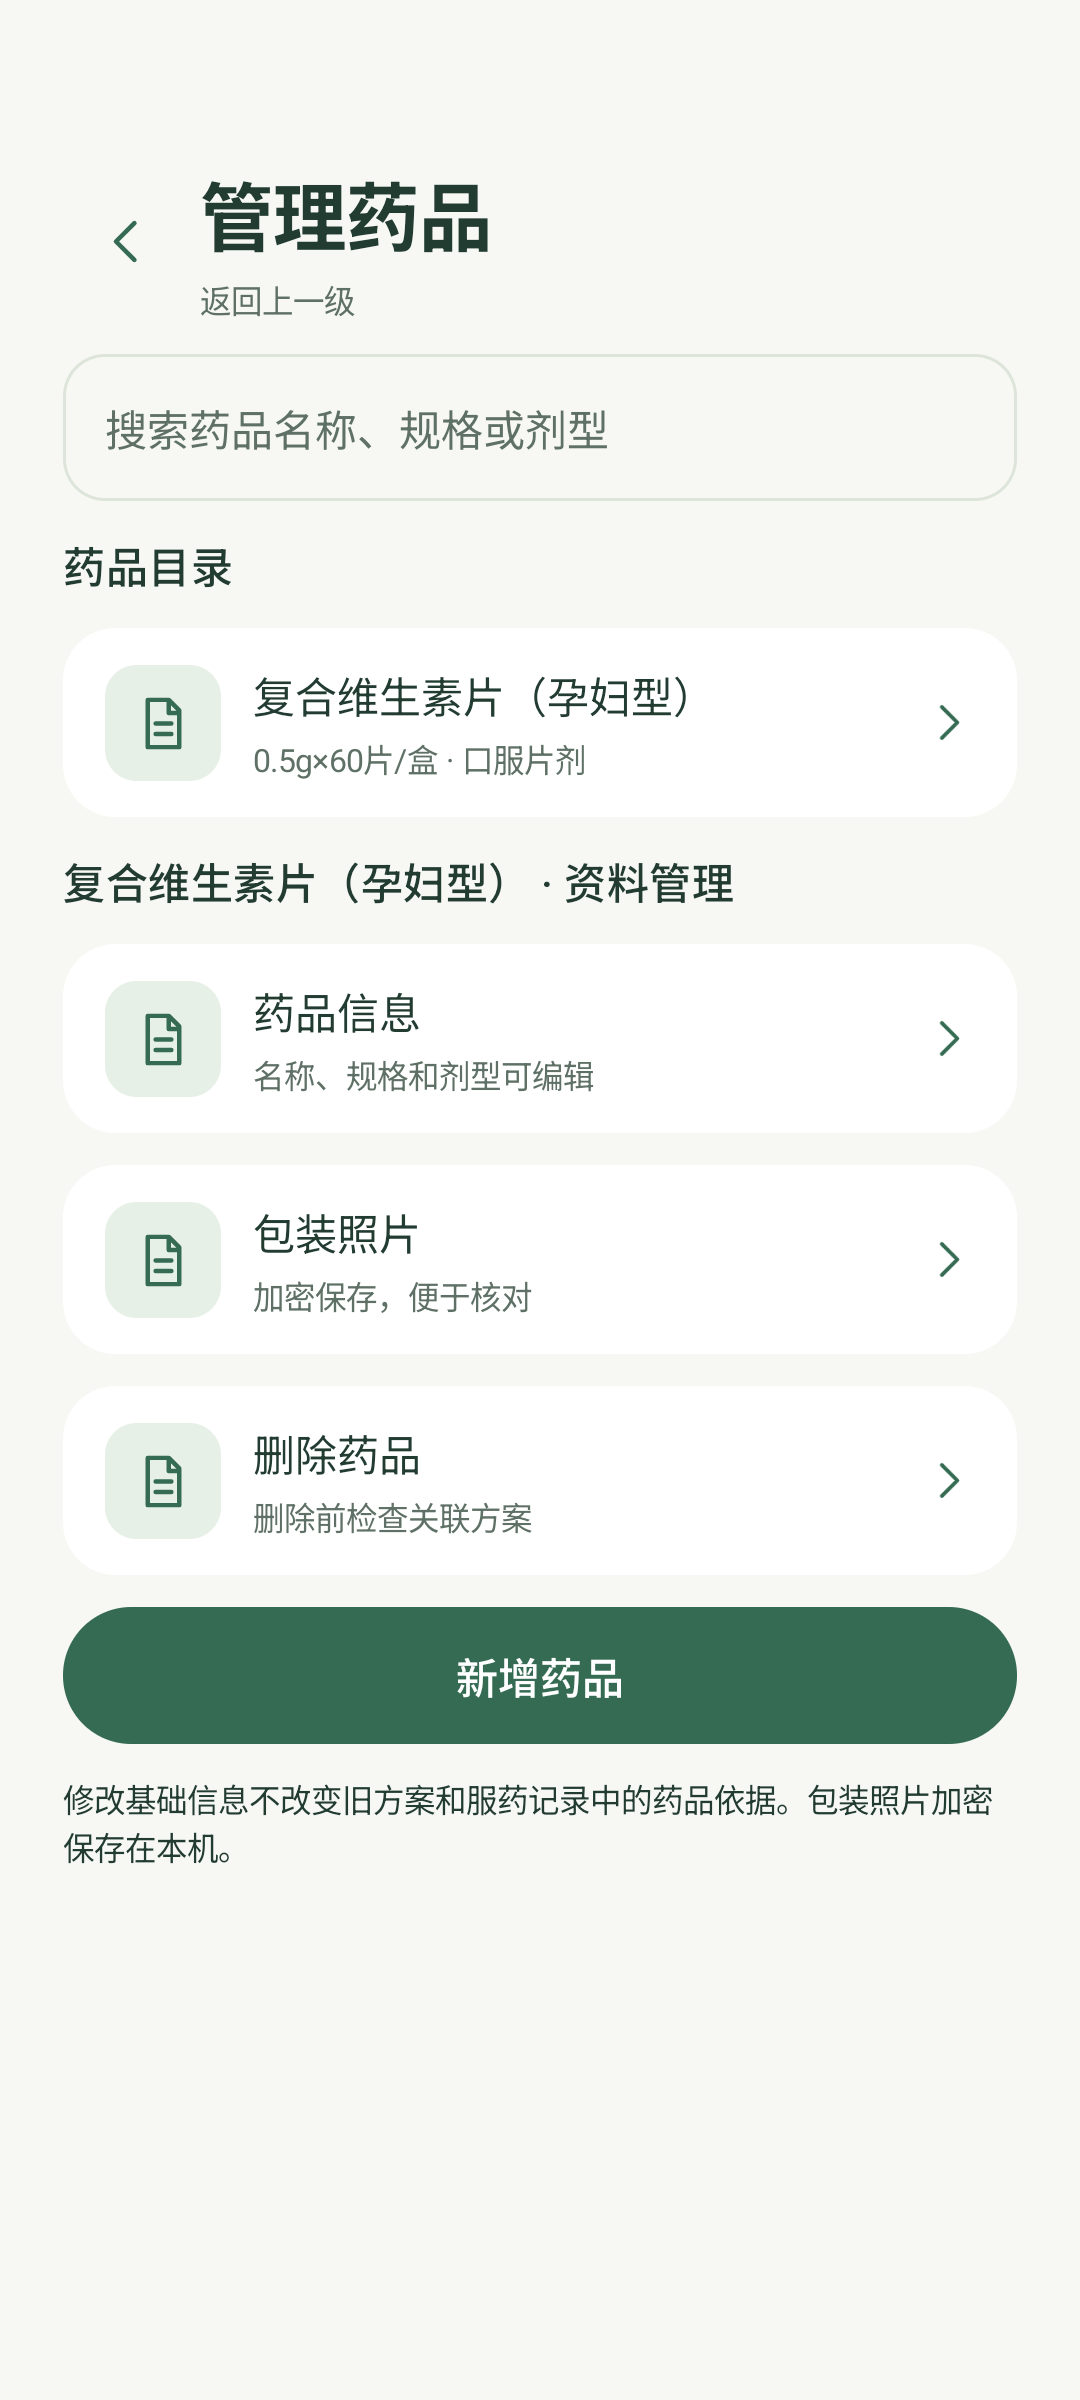 管理药品
返回上一级
搜索药品名称、规格或剂型
药品目录
复合维生素片（孕妇型）
0.5g×60片/盒 · 口服片剂
复合维生素片（孕妇型） · 资料管理
药品信息
名称、规格和剂型可编辑
包装照片
加密保存，便于核对
删除药品
删除前检查关联方案
新增药品
修改基础信息不改变旧方案和服药记录中的药品依据。包装照片加密
保存在本机。